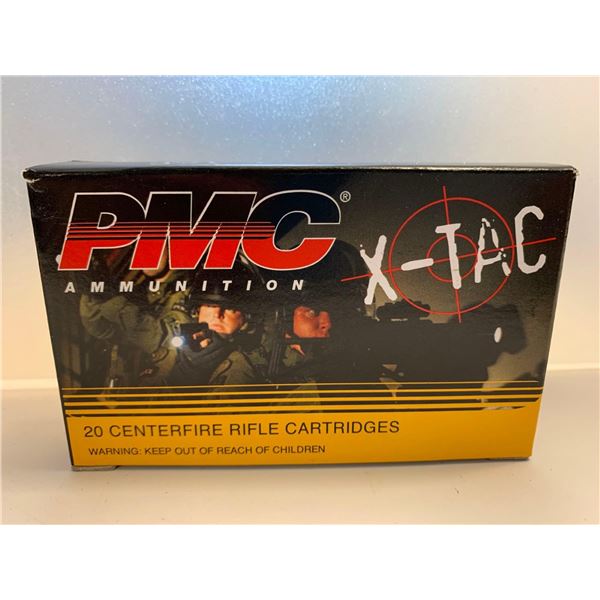 PMC®
AMMUNITION
X-TAC
20 CENTERFIRE RIFLE CARTRIDGES
WARNING: KEEP OUT OF REACH OF CHILDREN